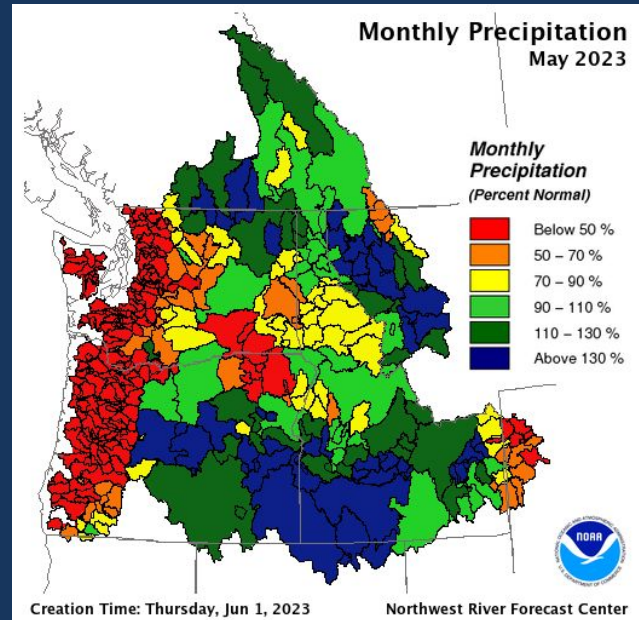 Monthly Precipitation
May 2023
Monthly
Precipitation
(Percent Normal)
Below 50 %
50 – 70 %
70 – 90 %
90 – 110 %
110 – 130 %
Above 130 %
NOAA
Creation Time: Thursday, Jun 1, 2023
Northwest River Forecast Center